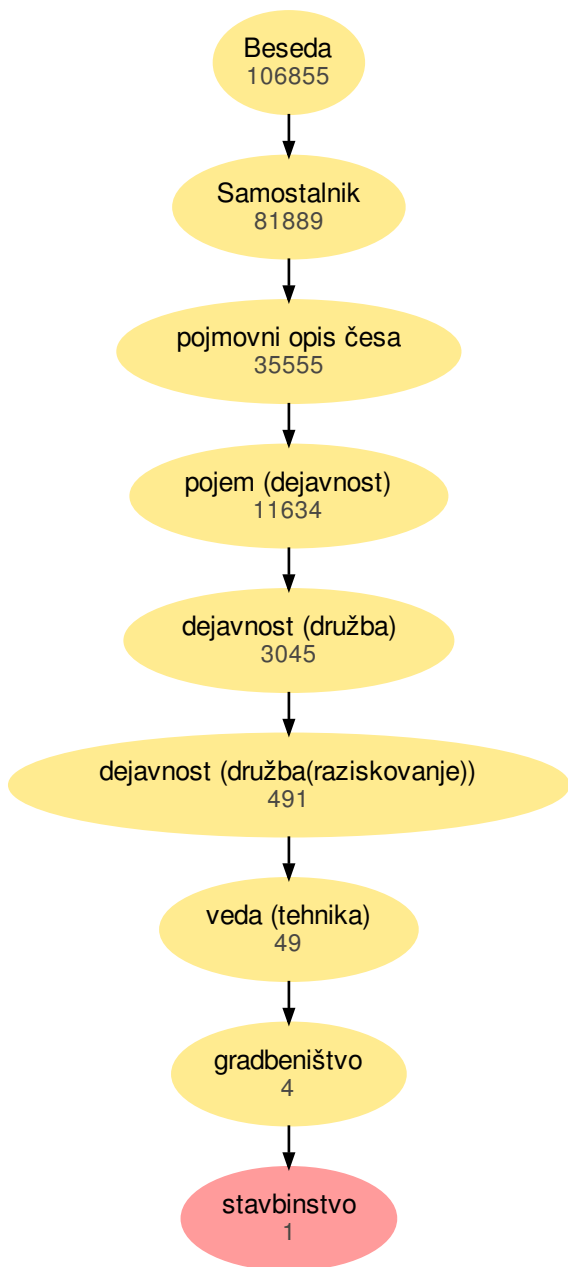 Beseda
106855
Samostalnik
81889
pojmovni opis česa
35555
pojem (dejavnost)
11634
dejavnost (družba)
3045
dejavnost (družba(raziskovanje))
491
veda (tehnika)
49
gradbeništvo
4
stavbinstvo
1